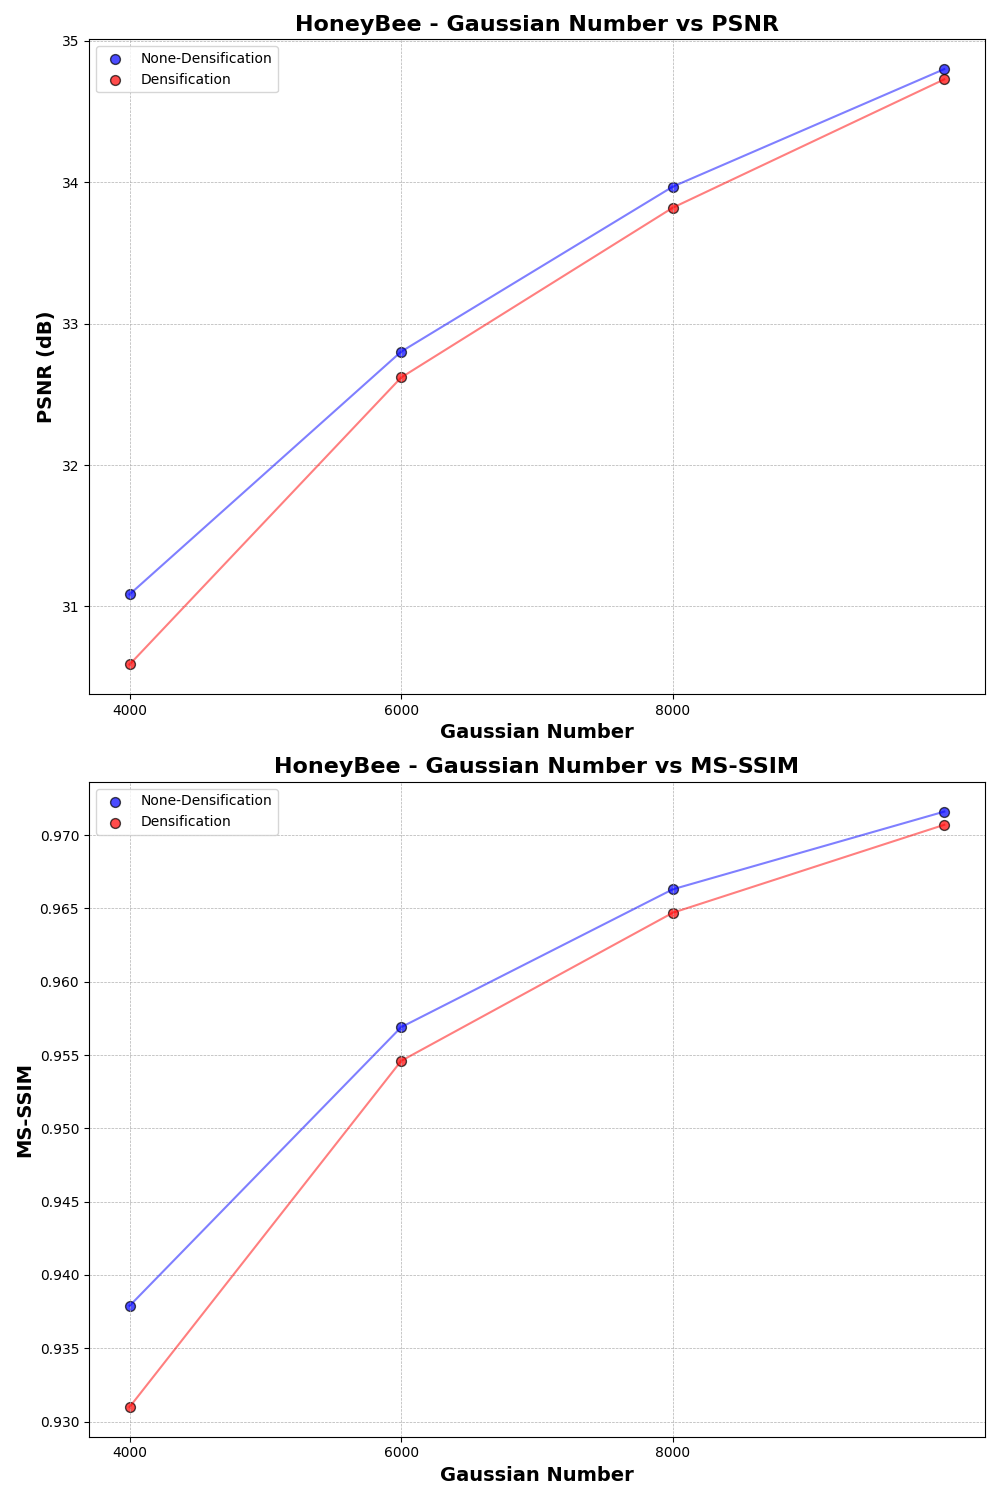 HoneyBee - Gaussian Number vs PSNR
None-Densification
Densification
35
34
33
32
31
PSNR (dB)
4000 6000 8000
Gaussian Number
HoneyBee - Gaussian Number vs MS-SSIM
None-Densification
Densification
0.970
0.965
0.960
0.955
0.950
0.945
0.940
0.935
0.930
MS-SSIM
4000 6000 8000
Gaussian Number